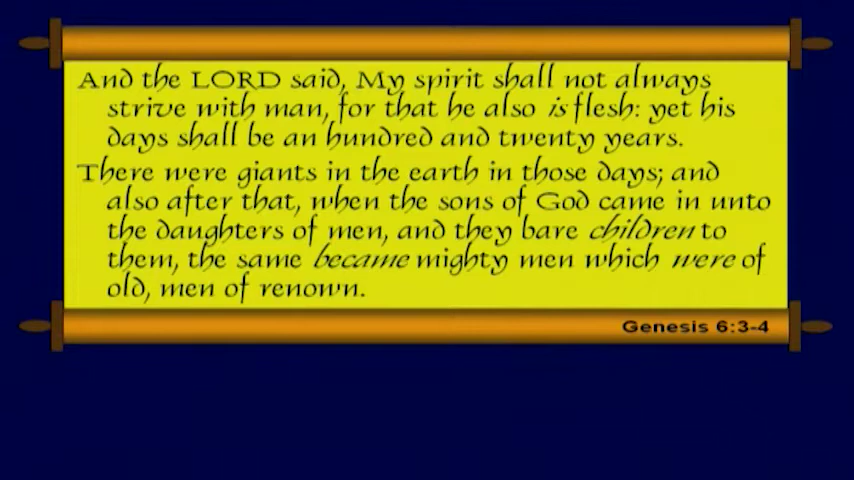 And the LORD said, My spirit shall not always
strive with man, for that he also is flesh: yet his
days shall be an hundred and twenty years.
There were giants in the earth in those days; and
also after that, when the sons of God came in unto
the daughters of men, and they bare children to
them, the same became mighty men which were of
old, men of renown.
Genesis 6:3-4